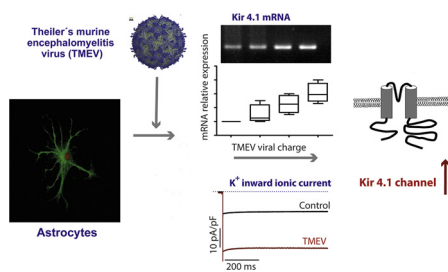 Theiler´s murine
encephalomyelitis
virus (TMEV)
Kir 4.1 mRNA
mRNA relative expression
TMEV viral charge
Astrocytes
K+ inward ionic current
Control
TMEV
10 pA/pF
200 ms
Kir 4.1 channel